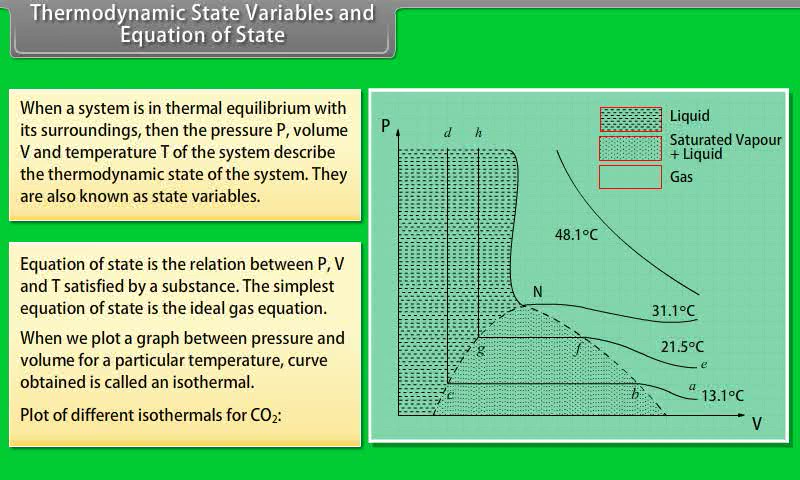 Thermodynamic State Variables and
Equation of State
When a system is in thermal equilibrium with
its surroundings, then the pressure P, volume
V and temperature T of the system describe
the thermodynamic state of the system. They
are also known as state variables.
Equation of state is the relation between P, V
and T satisfied by a substance. The simplest
equation of state is the ideal gas equation.
When we plot a graph between pressure and
volume for a particular temperature, curve
obtained is called an isothermal.
Plot of different isothermals for CO₂:
P
d h
Liquid
Saturated Vapour
+ Liquid
Gas
48.1ºC
N
31.1ºC
21.5ºC
g f
e
a
c b
13.1ºC
V